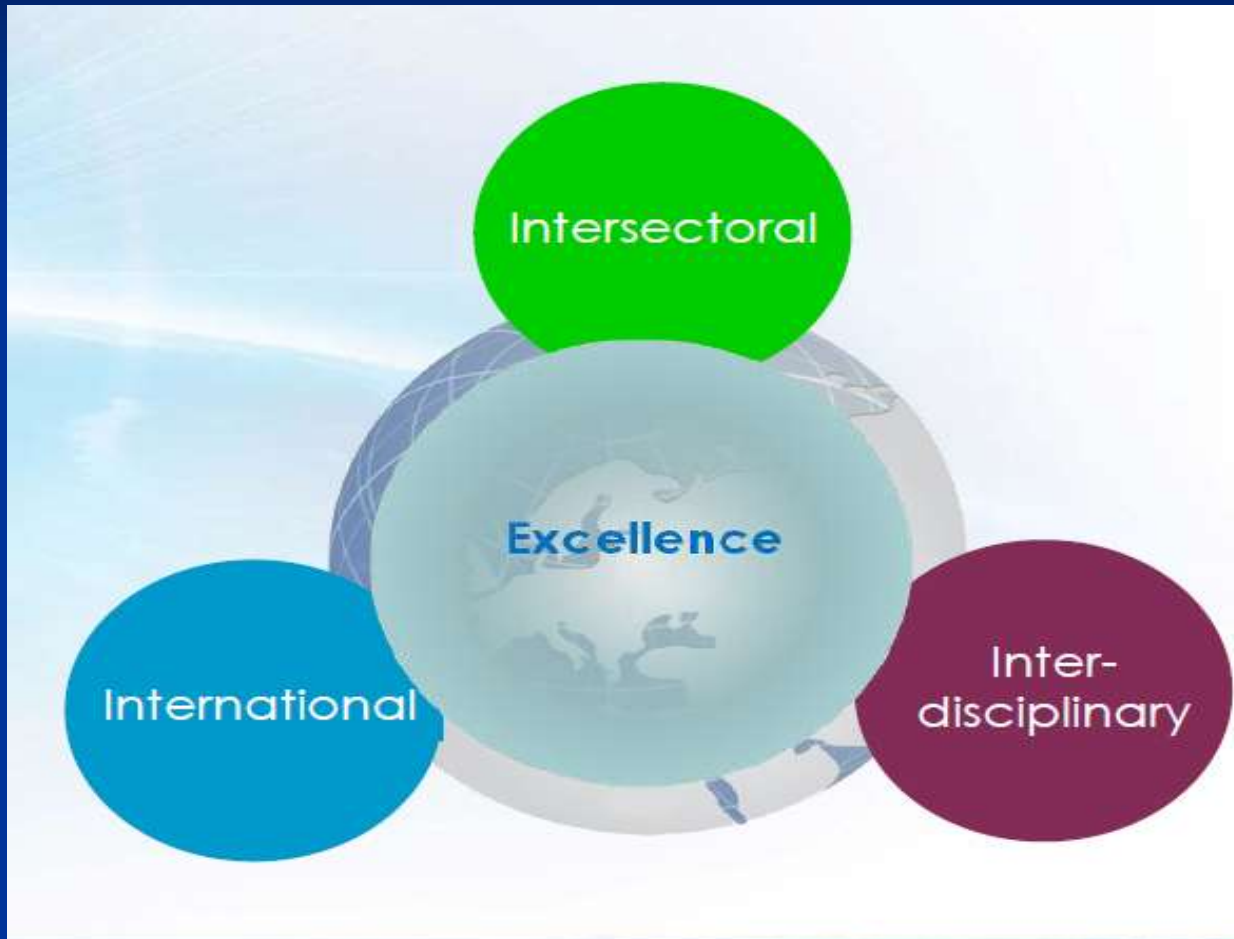 Intersectoral
Excellence
International
Inter-
disciplinary